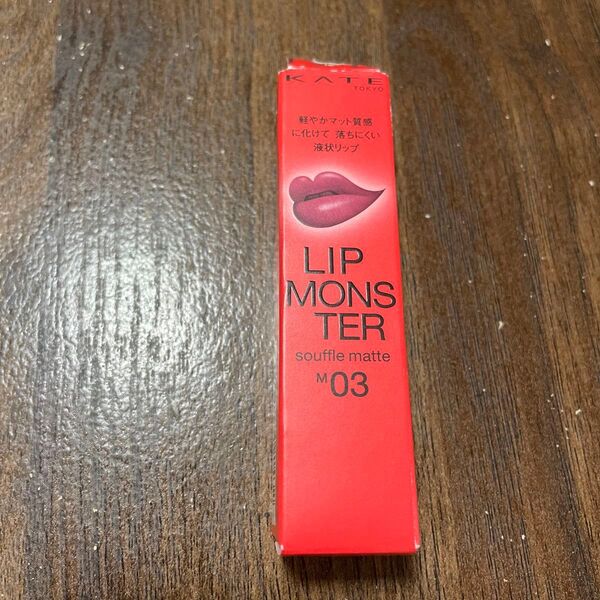 KATE
TOKYO
軽やかマット質感
に化けて 落ちにくい
液状リップ
LIP
MONS
TER
souffle matte
M03